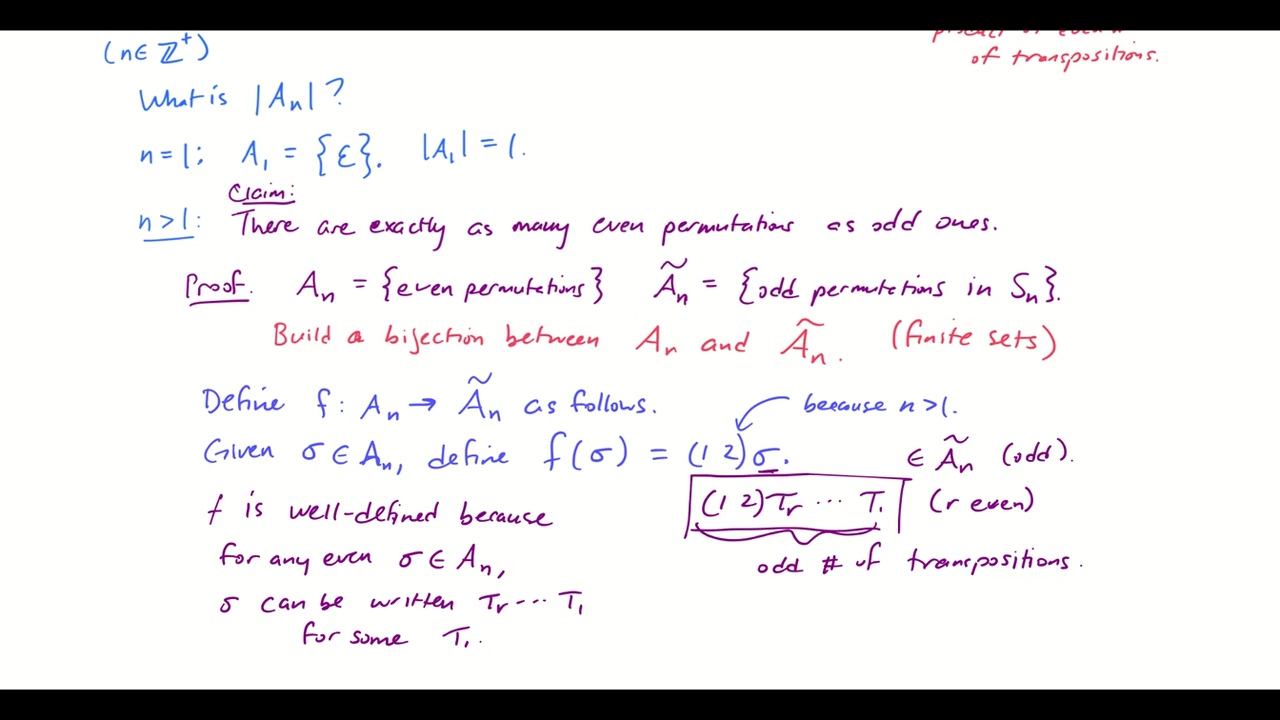 of transpositions.
(n ∈ ℤ⁺)
What is |Aₙ| ?
n = 1; A₁ = {ε}. |A₁| = 1.
Claim:
n > 1: There are exactly as many even permutations as odd ones.
Proof. Aₙ = {even permutations} Ãₙ = {odd permutations in Sₙ}.
Build a bijection between Aₙ and Ãₙ. (finite sets)
Define f: Aₙ → Ãₙ as follows. because n > 1.
Given σ ∈ Aₙ, define f(σ) = (1 2)σ. ∈ Ãₙ (odd).
f is well-defined because (1 2)τᵣ ⋯ τ₁ (r even)
for any even σ ∈ Aₙ, odd # of transpositions.
σ can be written τᵣ ⋯ τ₁
for some τ₁.